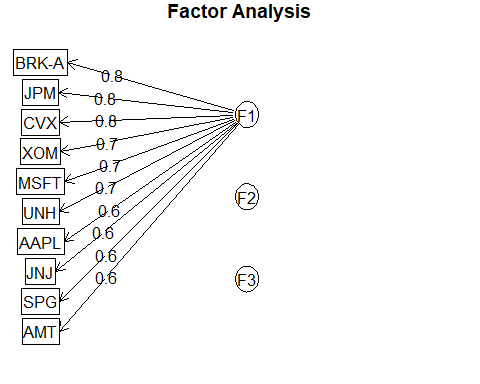 Factor Analysis
BRK-A
0.8
JPM
0.8
F1
CVX
0.8
XOM
0.7
MSFT
0.7
UNH
0.7
F2
AAPL
0.6
JNJ
0.6
F3
SPG
0.6
AMT
0.6